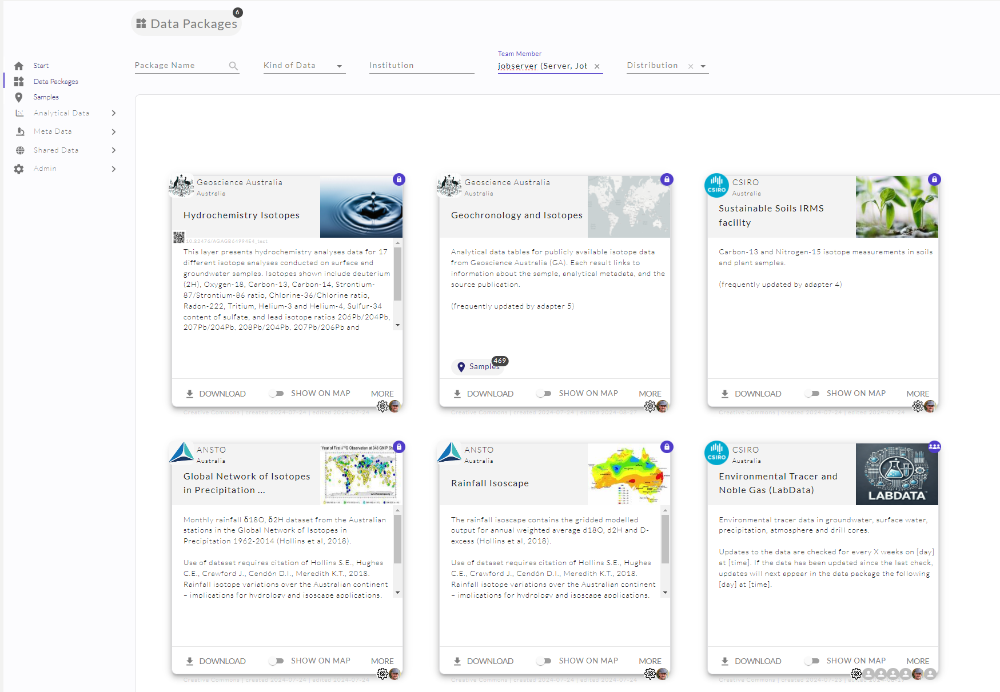 6
Data Packages
Package Name
Kind of Data
Institution
Team Member
jobserver (Server, Jol
Distribution
Start
Data Packages
Samples
Analytical Data
Meta Data
Shared Data
Admin
Geoscience Australia
Australia
Hydrochemistry Isotopes
10.82476/AGAGB64994E4_test
This layer presents hydrochemistry analyses data for 17
different isotope analyses conducted on surface and
groundwater samples. Isotopes shown include deuterium
(2H), Oxygen-18, Carbon-13, Carbon-14, Strontium-
87/Strontium-86 ratio, Chlorine-36/Chlorine ratio,
Radon-222, Tritium, Helium-3 and Helium-4, Sulfur-34
content of sulfate, and lead isotope ratios 206Pb/204Pb,
207Pb/204Pb, 208Pb/204Pb, 207Pb/206Pb and
DOWNLOAD
SHOW ON MAP
MORE
Creative Commons | created 2024-07-24 | edited 2024-07-24
Geoscience Australia
Australia
Geochronology and Isotopes
Analytical data tables for publicly available isotope data
from Geoscience Australia (GA). Each result links to
information about the sample, analytical metadata, and the
source publication.
(frequently updated by adapter 5)
Samples
469
DOWNLOAD
SHOW ON MAP
MORE
Creative Commons | created 2024-07-24 | edited 2024-08-27
CSIRO
CSIRO
Australia
Sustainable Soils IRMS
facility
Carbon-13 and Nitrogen-15 isotope measurements in soils
and plant samples.
(frequently updated by adapter 4)
DOWNLOAD
SHOW ON MAP
MORE
Creative Commons | created 2024-07-24 | edited 2024-07-24
ANSTO
Australia
Global Network of Isotopes
in Precipitation ...
Year of First δ18O Observation at 348 GNIP St
Monthly rainfall δ18O, δ2H dataset from the Australian
stations in the Global Network of Isotopes in
Precipitation 1962-2014 (Hollins et al, 2018).
Use of dataset requires citation of Hollins S.E., Hughes
C.E., Crawford J., Cendón D.I., Meredith K.T., 2018.
Rainfall isotope variations over the Australian continent
– implications for hydrology and isoscape applications.
DOWNLOAD
SHOW ON MAP
MORE
Creative Commons | created 2024-07-24 | edited 2024-07-24
ANSTO
Australia
Rainfall Isoscape
The rainfall isoscape contains the gridded modelled
output for annual weighted average d18O, d2H and D-
excess (Hollins et al, 2018).
Use of dataset requires citation of Hollins S.E., Hughes
C.E., Crawford J., Cendón D.I., Meredith K.T., 2018.
Rainfall isotope variations over the Australian continent
– implications for hydrology and isoscape applications.
DOWNLOAD
SHOW ON MAP
MORE
Creative Commons | created 2024-07-24 | edited 2024-07-24
CSIRO
CSIRO
Australia
Environmental Tracer and
Noble Gas (LabData)
LABDATA
Environmental tracer data in groundwater, surface water,
precipitation, atmosphere and drill cores.
Updates to the data are checked for every X weeks on [day]
at [time]. If the data has been updated since the last check,
updates will next appear in the data package the following
[day] at [time].
DOWNLOAD
SHOW ON MAP
MORE
Creative Commons | created 2024-07-23 |